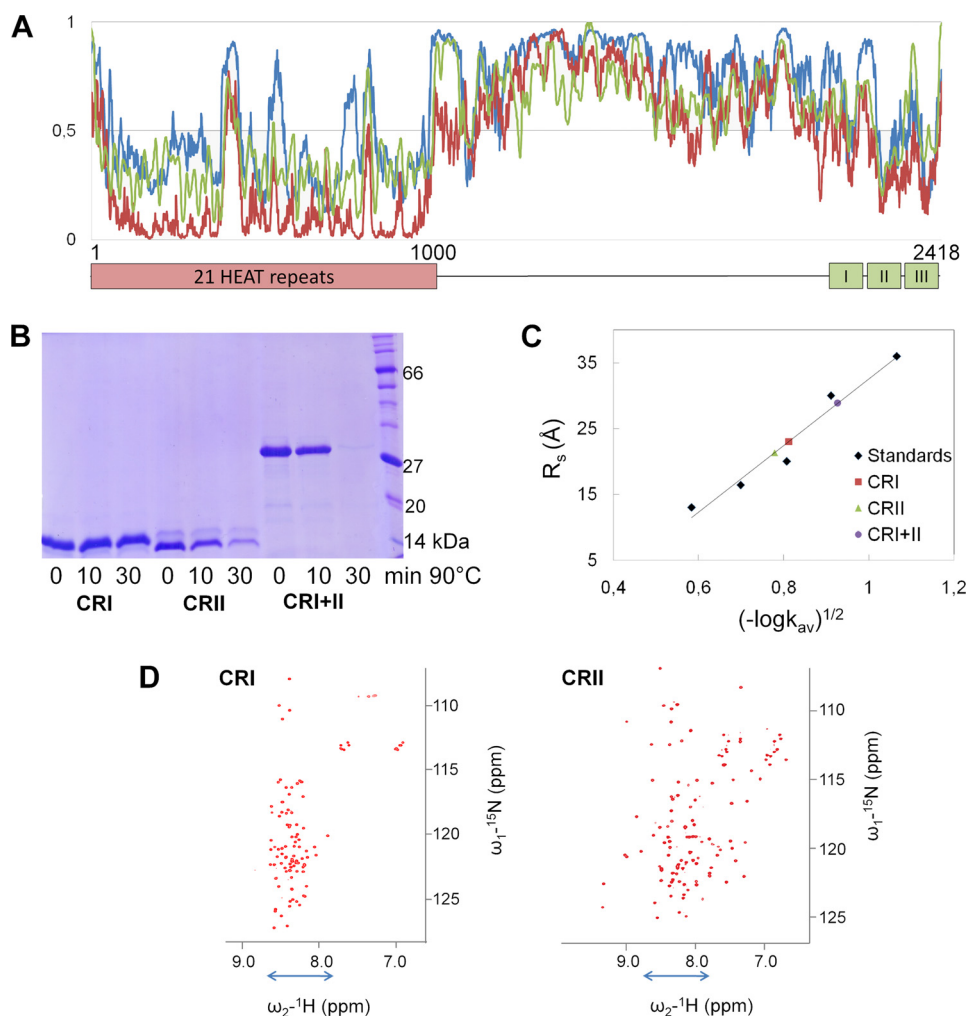 A
1
0.5
0
1 1000 2418
21 HEAT repeats I II III
B
66
27
20
14 kDa
0 10 30 0 10 30 0 10 30 min 90°C
CRI CRII CRI+II
C
35
25
15
5
R_s (Å)
Standards
CRI
CRII
CRI+II
0,4 0,6 0,8 1 1,2
(-logk_av)^1/2
D
CRI
110
115
120
125
ω₁-¹⁵N (ppm)
9.0 8.0 7.0
ω₂-¹H (ppm)
CRII
110
115
120
125
ω₁-¹⁵N (ppm)
9.0 8.0 7.0
ω₂-¹H (ppm)